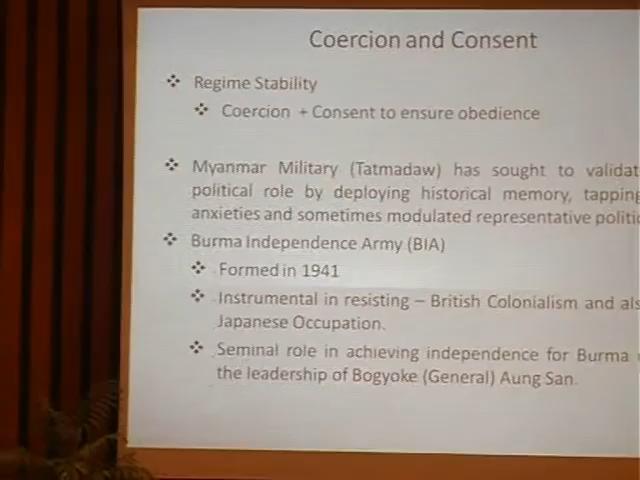 Coercion and Consent
❖ Regime Stability
❖ Coercion + Consent to ensure obedience
❖ Myanmar Military (Tatmadaw) has sought to validat
political role by deploying historical memory, tapping
anxieties and sometimes modulated representative politic
❖ Burma Independence Army (BIA)
❖ Formed in 1941
❖ Instrumental in resisting – British Colonialism and als
Japanese Occupation.
❖ Seminal role in achieving independence for Burma
the leadership of Bogyoke (General) Aung San.